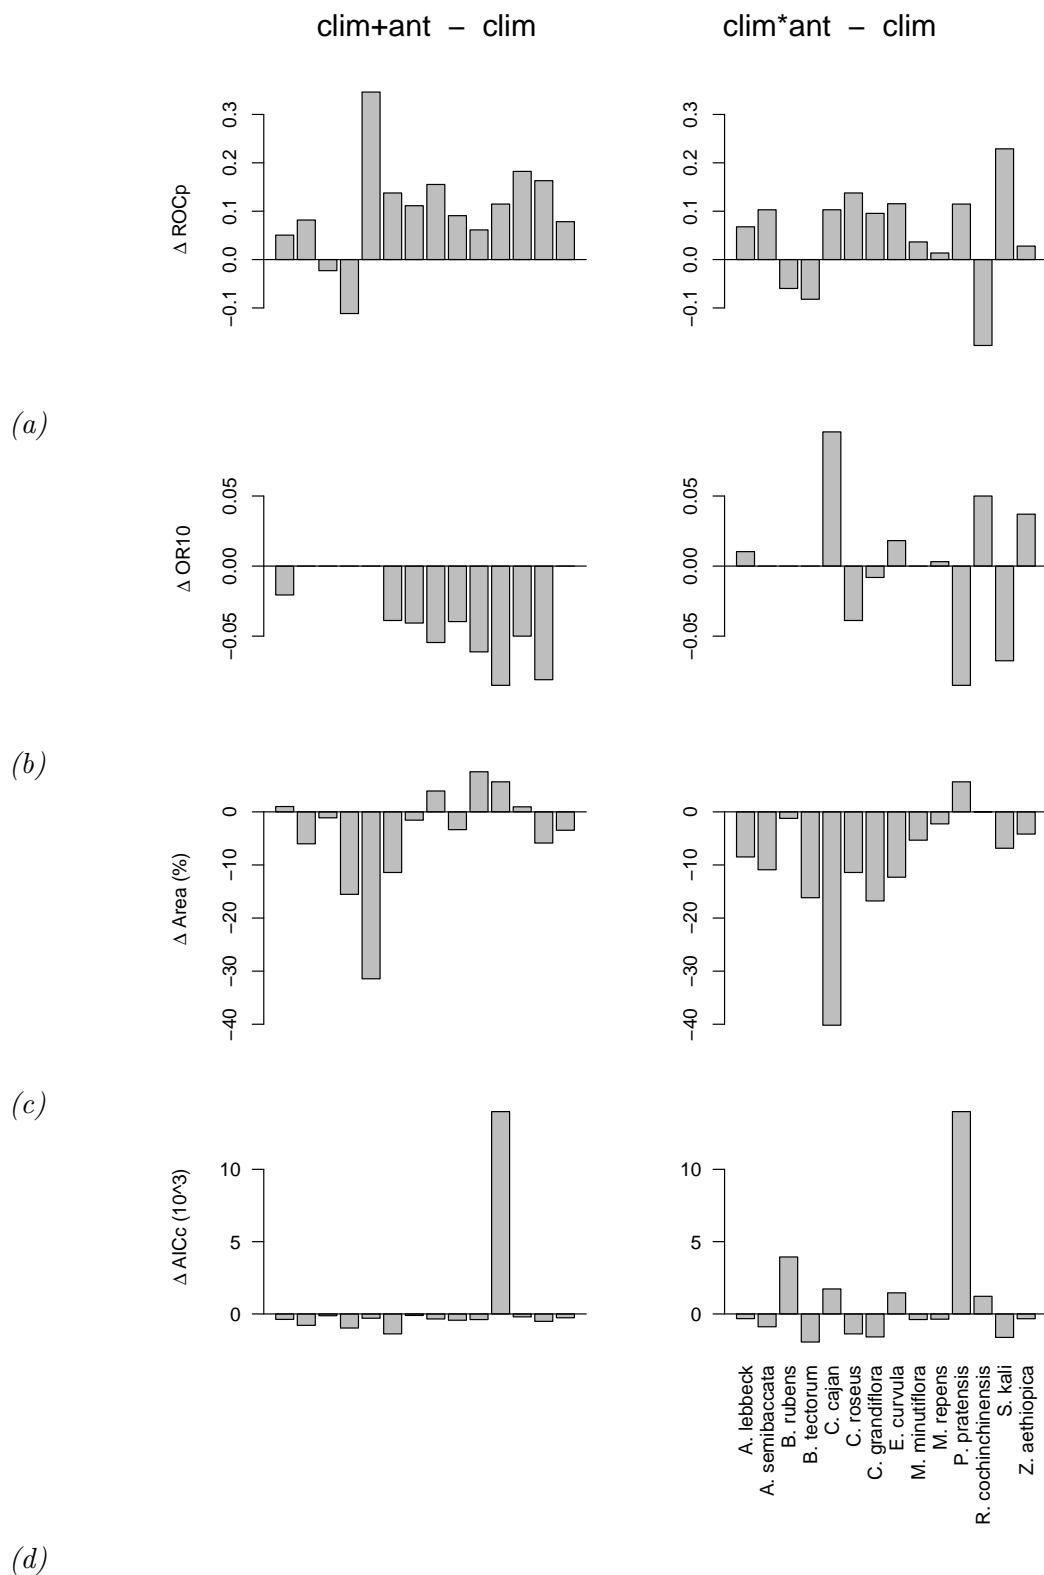 clim+ant − clim
clim*ant − clim
Δ ROCp
0.3
0.2
0.1
0.0
−0.1
0.3
0.2
0.1
0.0
−0.1
(a)
Δ OR10
0.05
0.00
−0.05
0.05
0.00
−0.05
(b)
Δ Area (%)
0
−10
−20
−30
−40
0
−10
−20
−30
−40
(c)
Δ AICc (10^3)
10
5
0
10
5
0
A. lebbeck
A. semibaccata
B. rubens
B. tectorum
C. cajan
C. roseus
C. grandiflora
E. curvula
M. minutiflora
M. repens
P. pratensis
R. cochinchinensis
S. kali
Z. aethiopica
(d)